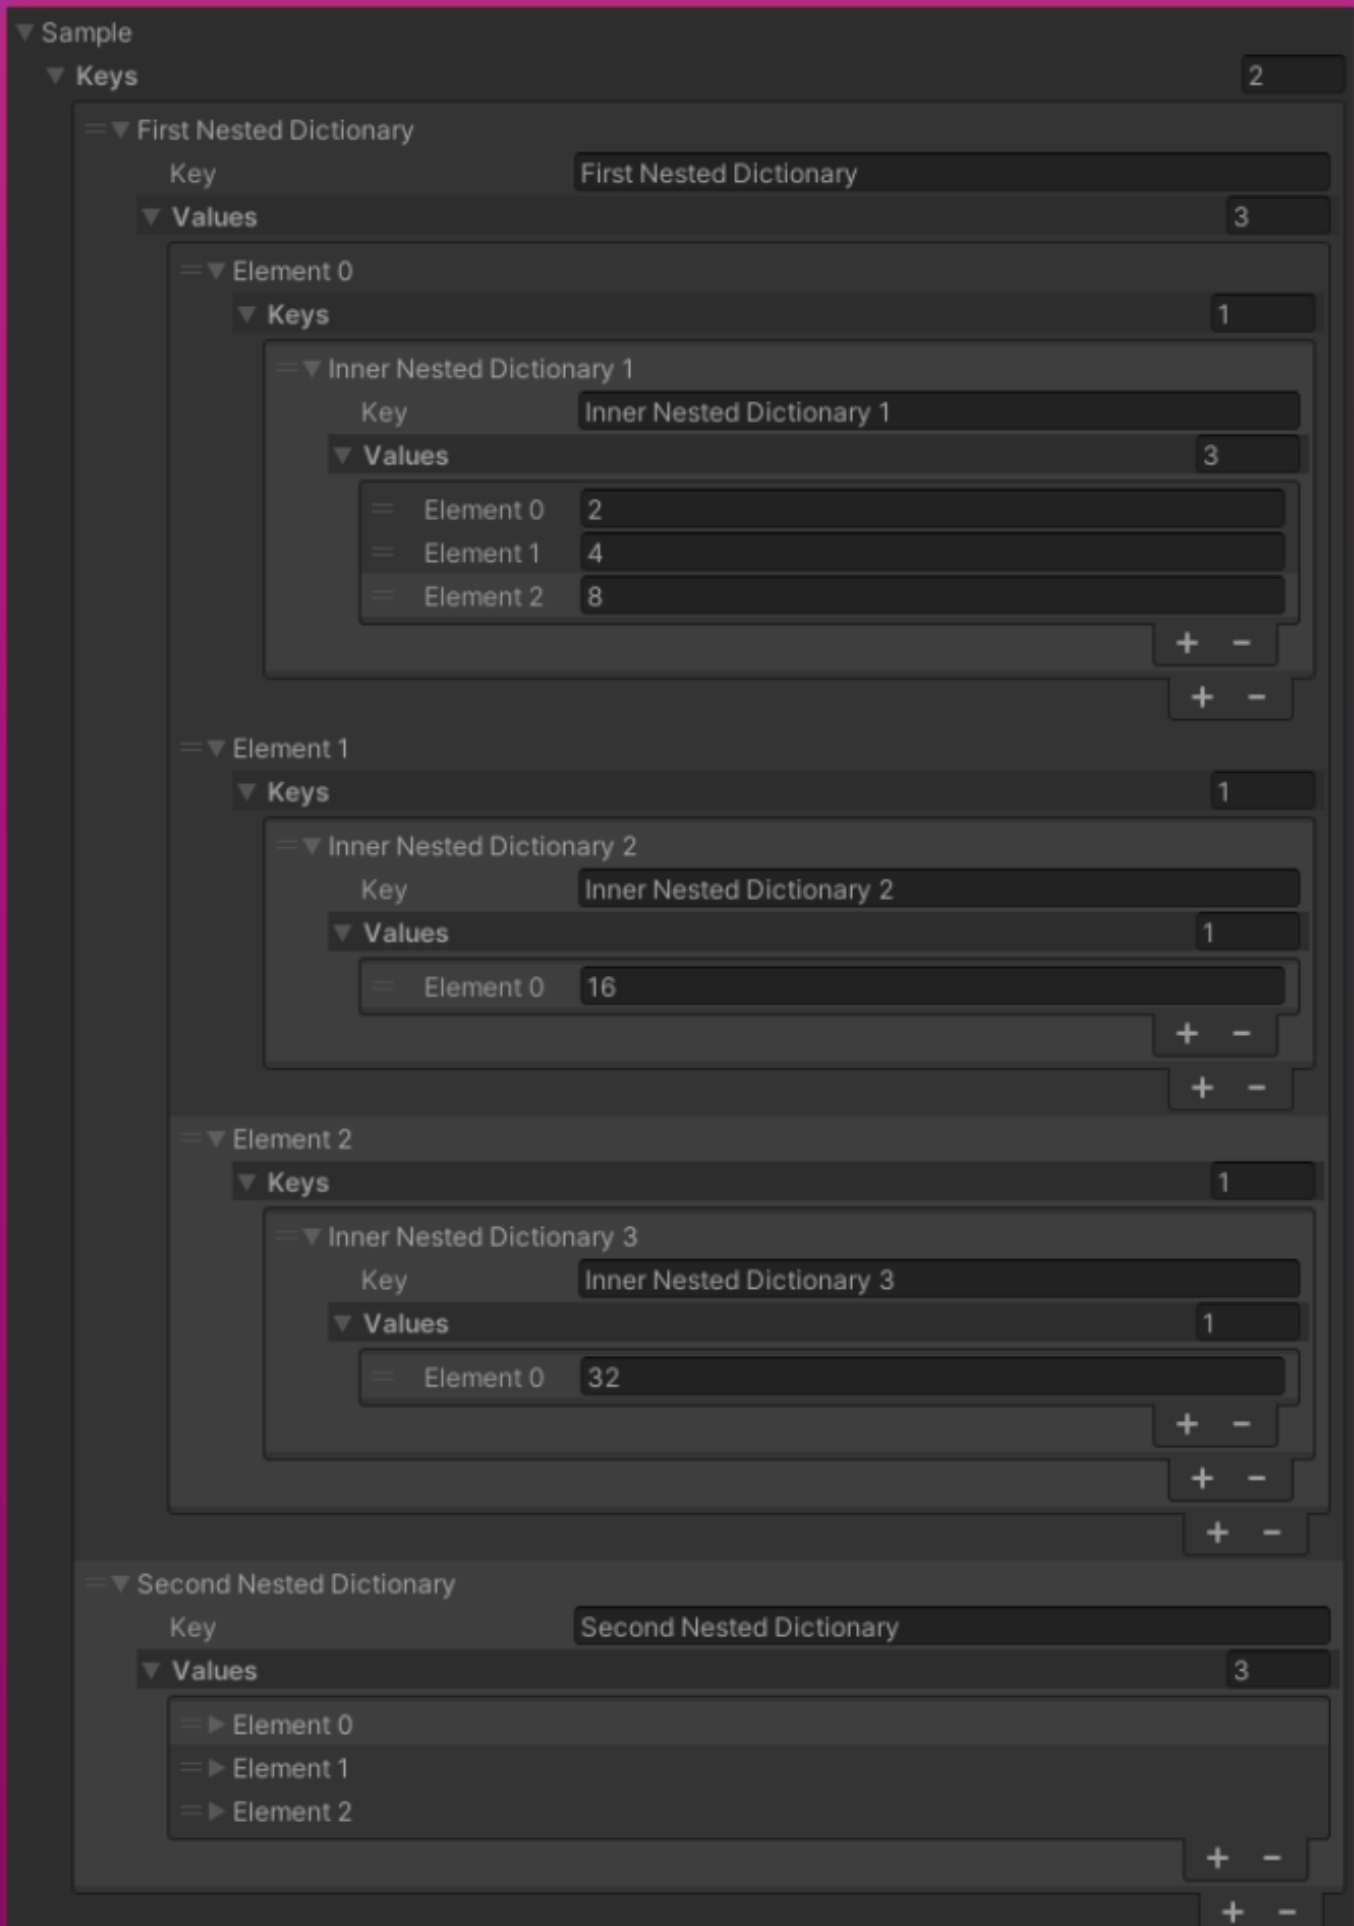 Sample
Keys 2
First Nested Dictionary
Key First Nested Dictionary
Values 3
Element 0
Keys 1
Inner Nested Dictionary 1
Key Inner Nested Dictionary 1
Values 3
Element 0 2
Element 1 4
Element 2 8
+ -
+ -
Element 1
Keys 1
Inner Nested Dictionary 2
Key Inner Nested Dictionary 2
Values 1
Element 0 16
+ -
+ -
Element 2
Keys 1
Inner Nested Dictionary 3
Key Inner Nested Dictionary 3
Values 1
Element 0 32
+ -
+ -
+ -
Second Nested Dictionary
Key Second Nested Dictionary
Values 3
Element 0
Element 1
Element 2
+ -
+ -